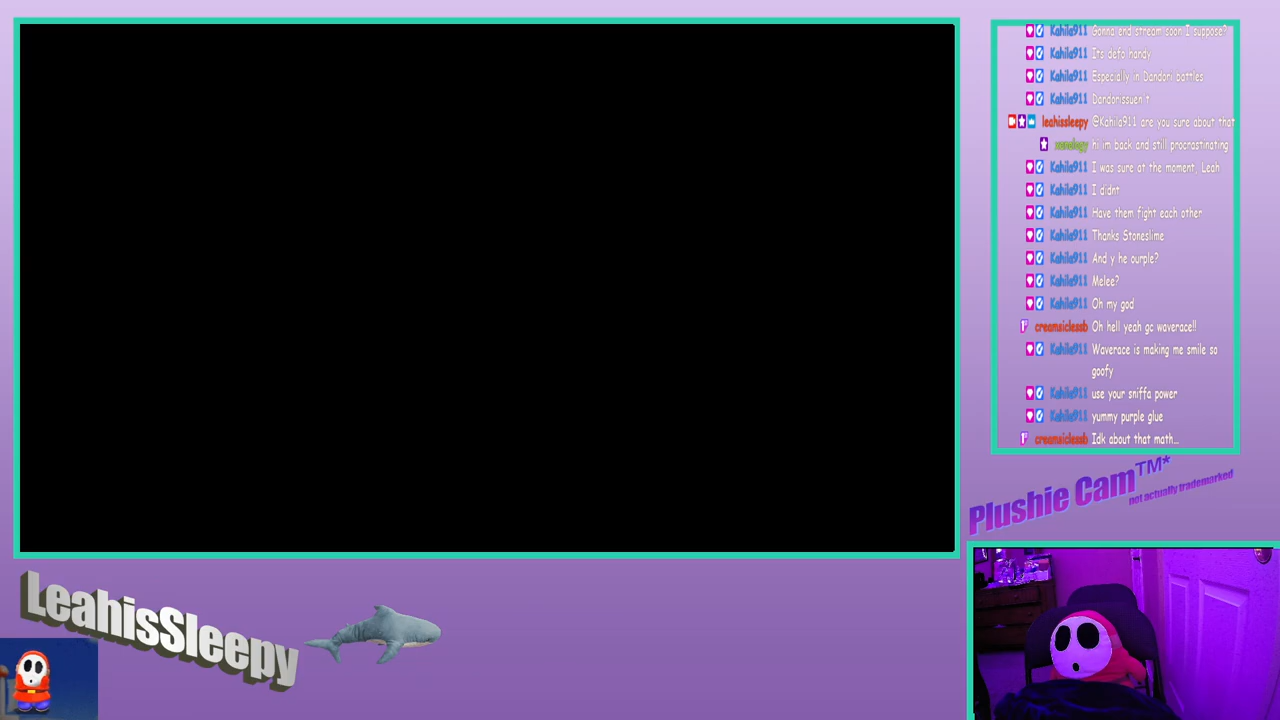 Kahila911 Gonna end stream soon I suppose?
Kahila911 Its defo handy
Kahila911 Especially in Dandori battles
Kahila911 Dandorissuen't
leahissleepy @Kahila911 are you sure about that
xenology hi im back and still procrastinating
Kahila911 I was sure at the moment, Leah
Kahila911 I didnt
Kahila911 Have them fight each other
Kahila911 Thanks Stoneslime
Kahila911 And y he ourple?
Kahila911 Melee?
Kahila911 Oh my god
creamsiclessb Oh hell yeah gc waverace!!
Kahila911 Waverace is making me smile so
goofy
Kahila911 use your sniffa power
Kahila911 yummy purple glue
creamsiclessb Idk about that math...
Plushie Cam™*
not actually trademarked
LeahisSleepy